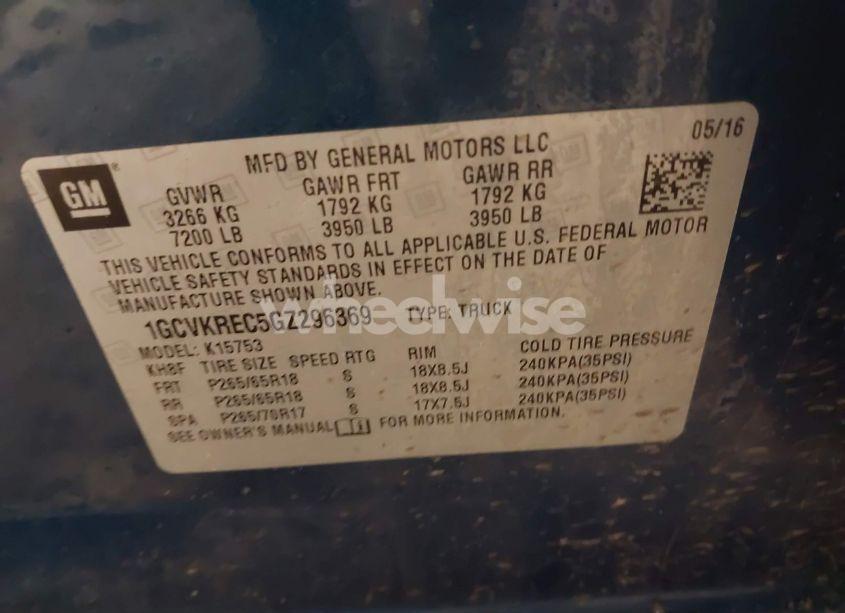 05/16
GM
MFD BY GENERAL MOTORS LLC
GVWR GAWR FRT GAWR RR
3266 KG 1792 KG 1792 KG
7200 LB 3950 LB 3950 LB
THIS VEHICLE CONFORMS TO ALL APPLICABLE U.S. FEDERAL MOTOR
VEHICLE SAFETY STANDARDS IN EFFECT ON THE DATE OF
MANUFACTURE SHOWN ABOVE.
wheelwise
1GCVKREC5GZ296369 TYPE: TRUCK
MODEL: K15753
KHBF TIRE SIZE SPEED RTG RIM COLD TIRE PRESSURE
FRT P265/65R18 S 18X8.5J 240KPA(35PSI)
RR P265/65R18 S 18X8.5J 240KPA(35PSI)
SPA P265/70R17 S 17X7.5J 240KPA(35PSI)
SEE OWNER'S MANUAL FOR MORE INFORMATION.